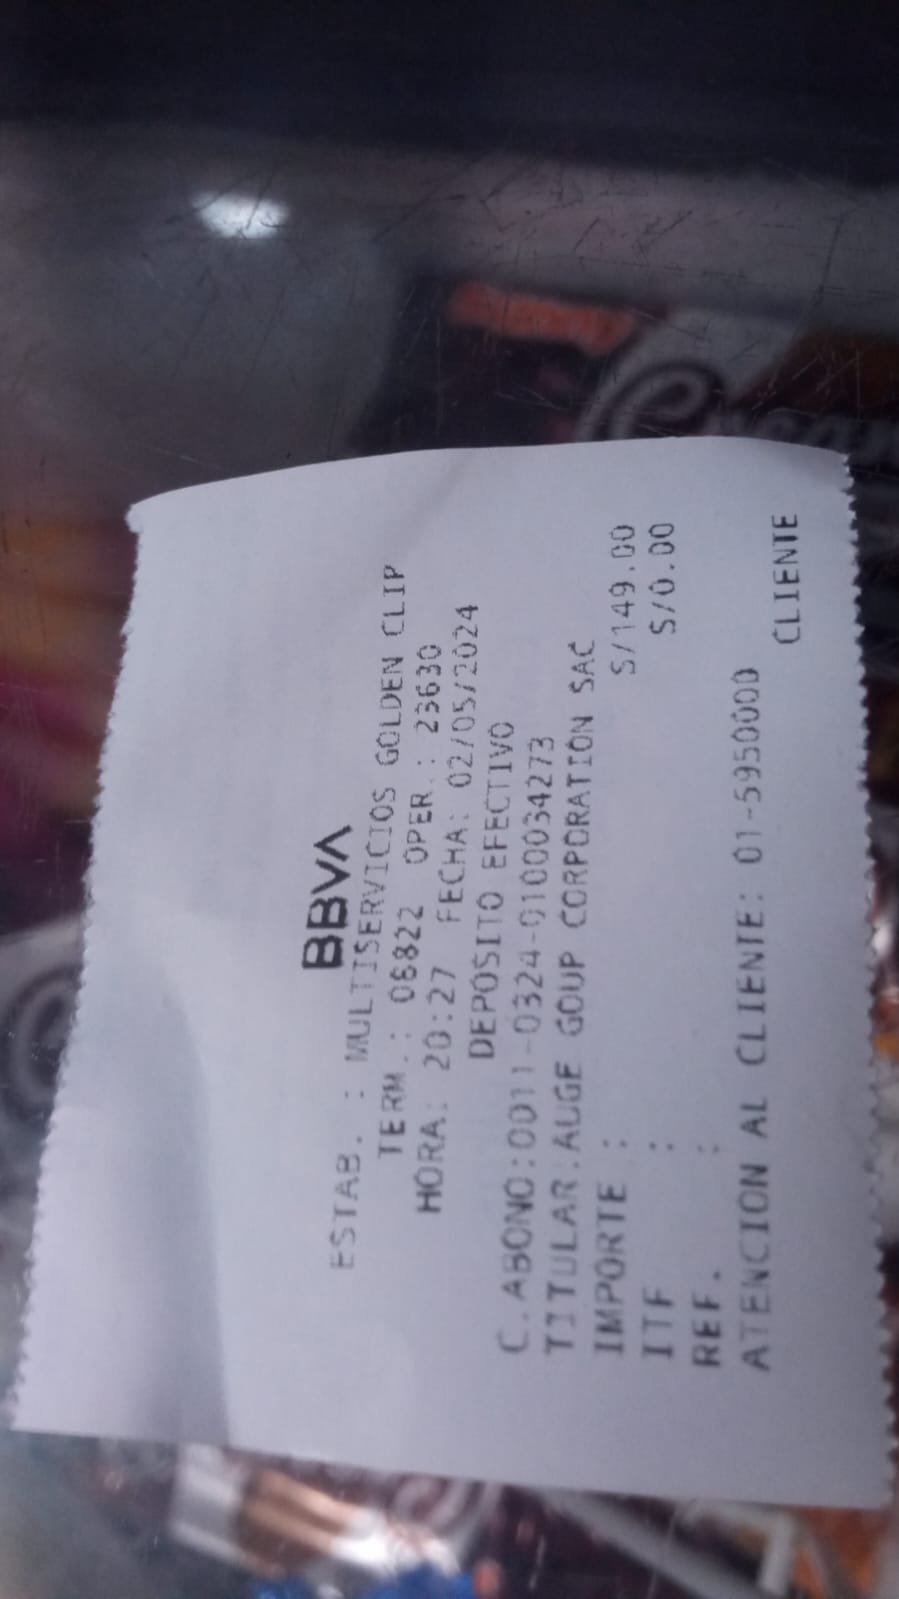 BBVA
ESTAB. : MULTISERVICIOS GOLDEN CLIP
TERM.: 08822 OPER.: 23630
HORA: 20:27 FECHA: 02/05/2024
DEPOSITO EFECTIVO
C.ABONO:0011-0324-0100034273
TITULAR:AUGE GOUP CORPORATION SAC
IMPORTE : S/149.00
ITF : S/0.00
REF. :
ATENCION AL CLIENTE: 01-5950000
CLIENTE